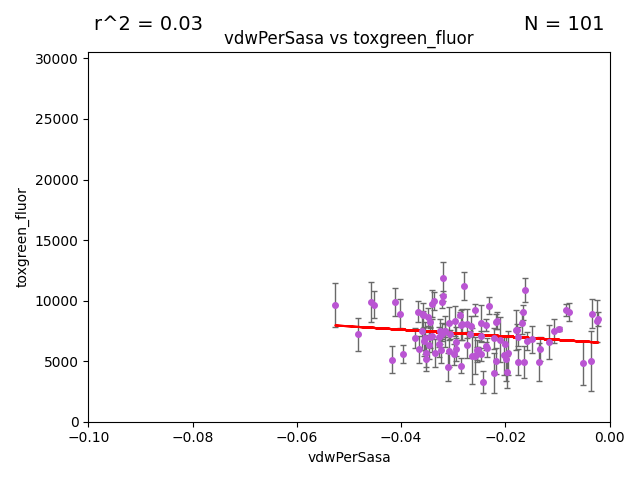 r^2 = 0.03
N = 101
vdwPerSasa vs toxgreen_fluor
30000
25000
20000
15000
10000
5000
0
toxgreen_fluor
−0.10
−0.08
−0.06
−0.04
−0.02
0.00
vdwPerSasa